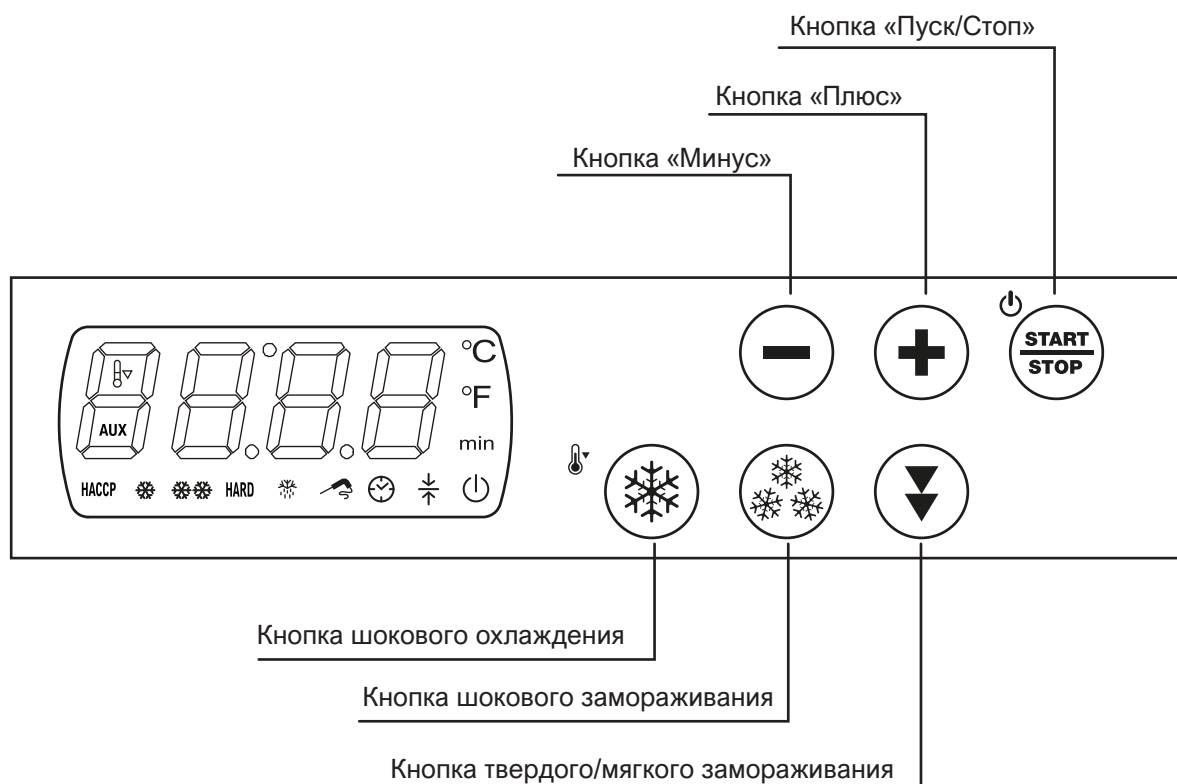 Кнопка «Пуск/Стоп»
Кнопка «Плюс»
Кнопка «Минус»
°C
START
STOP
°F
AUX
min
HACCP
HARD
Кнопка шокового охлаждения
Кнопка шокового замораживания
Кнопка твердого/мягкого замораживания